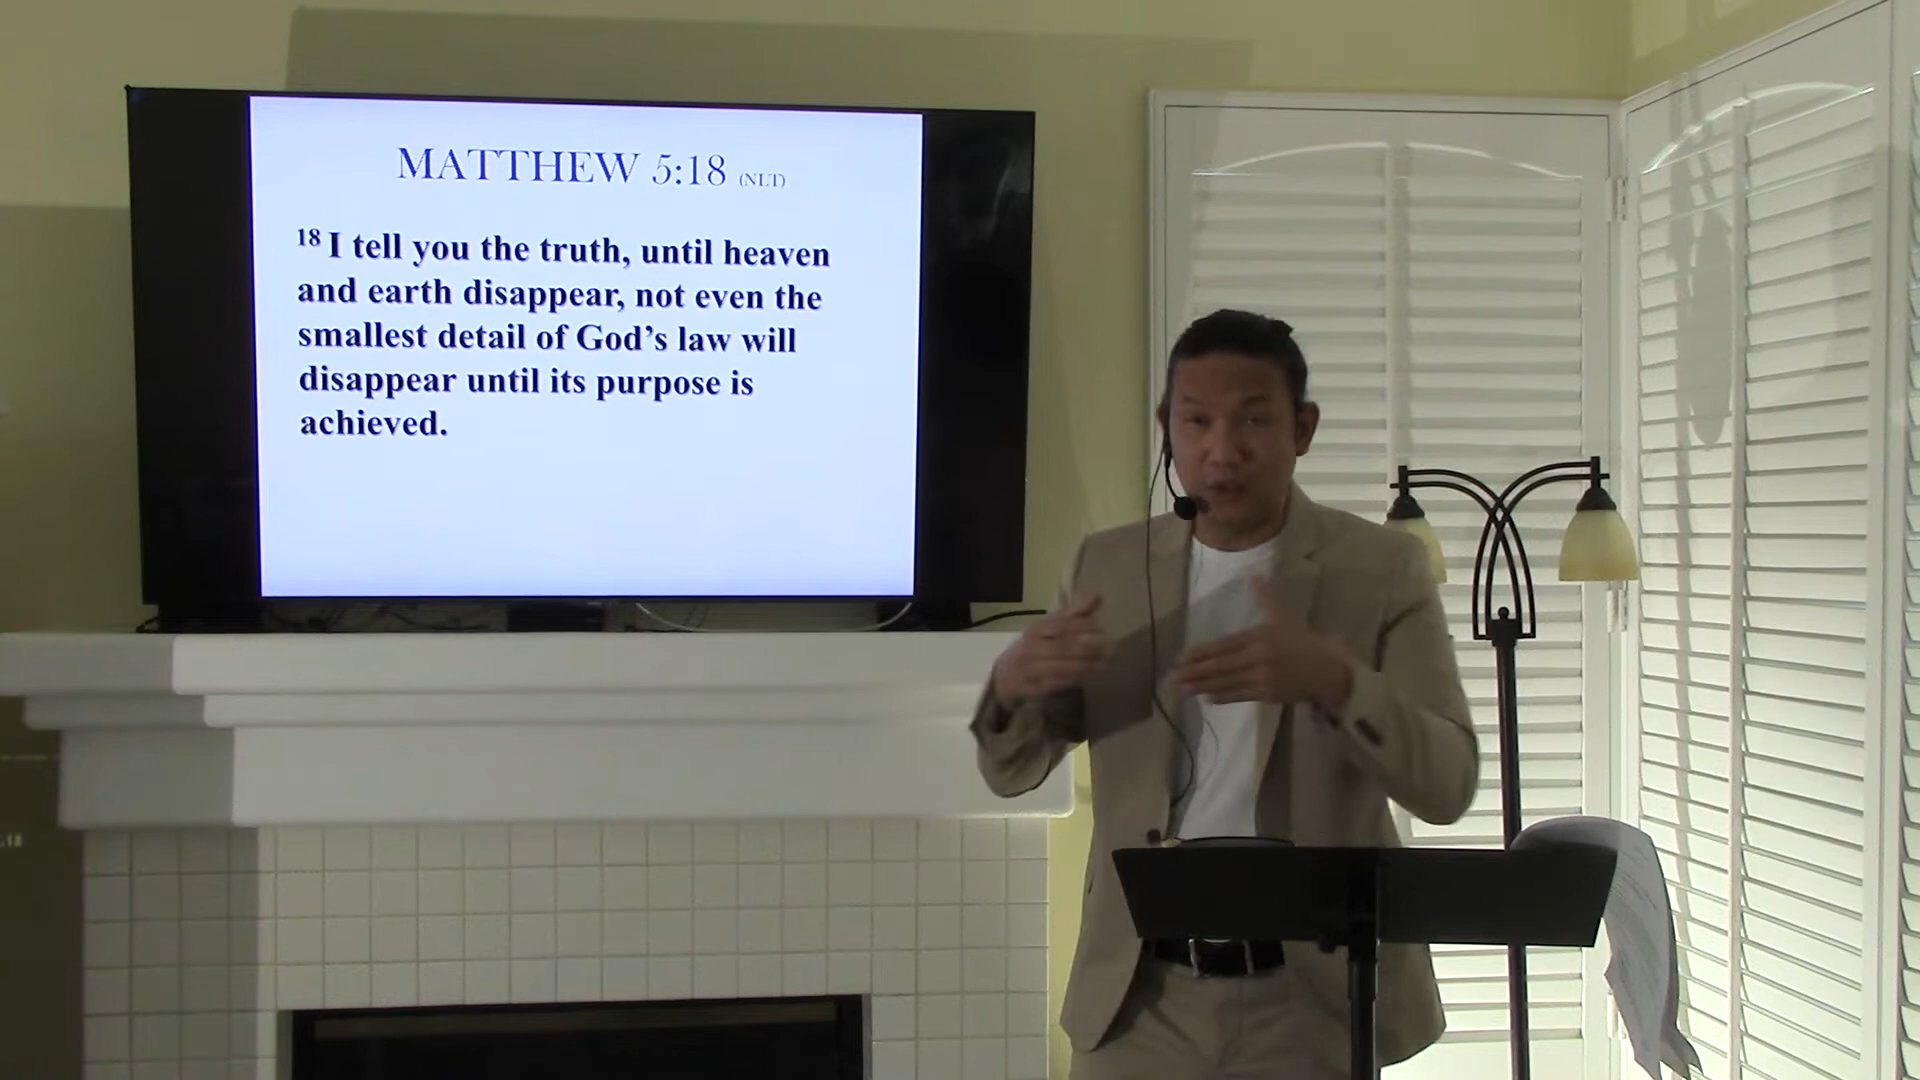 MATTHEW 5:18 (NLT)
18 I tell you the truth, until heaven
and earth disappear, not even the
smallest detail of God’s law will
disappear until its purpose is
achieved.